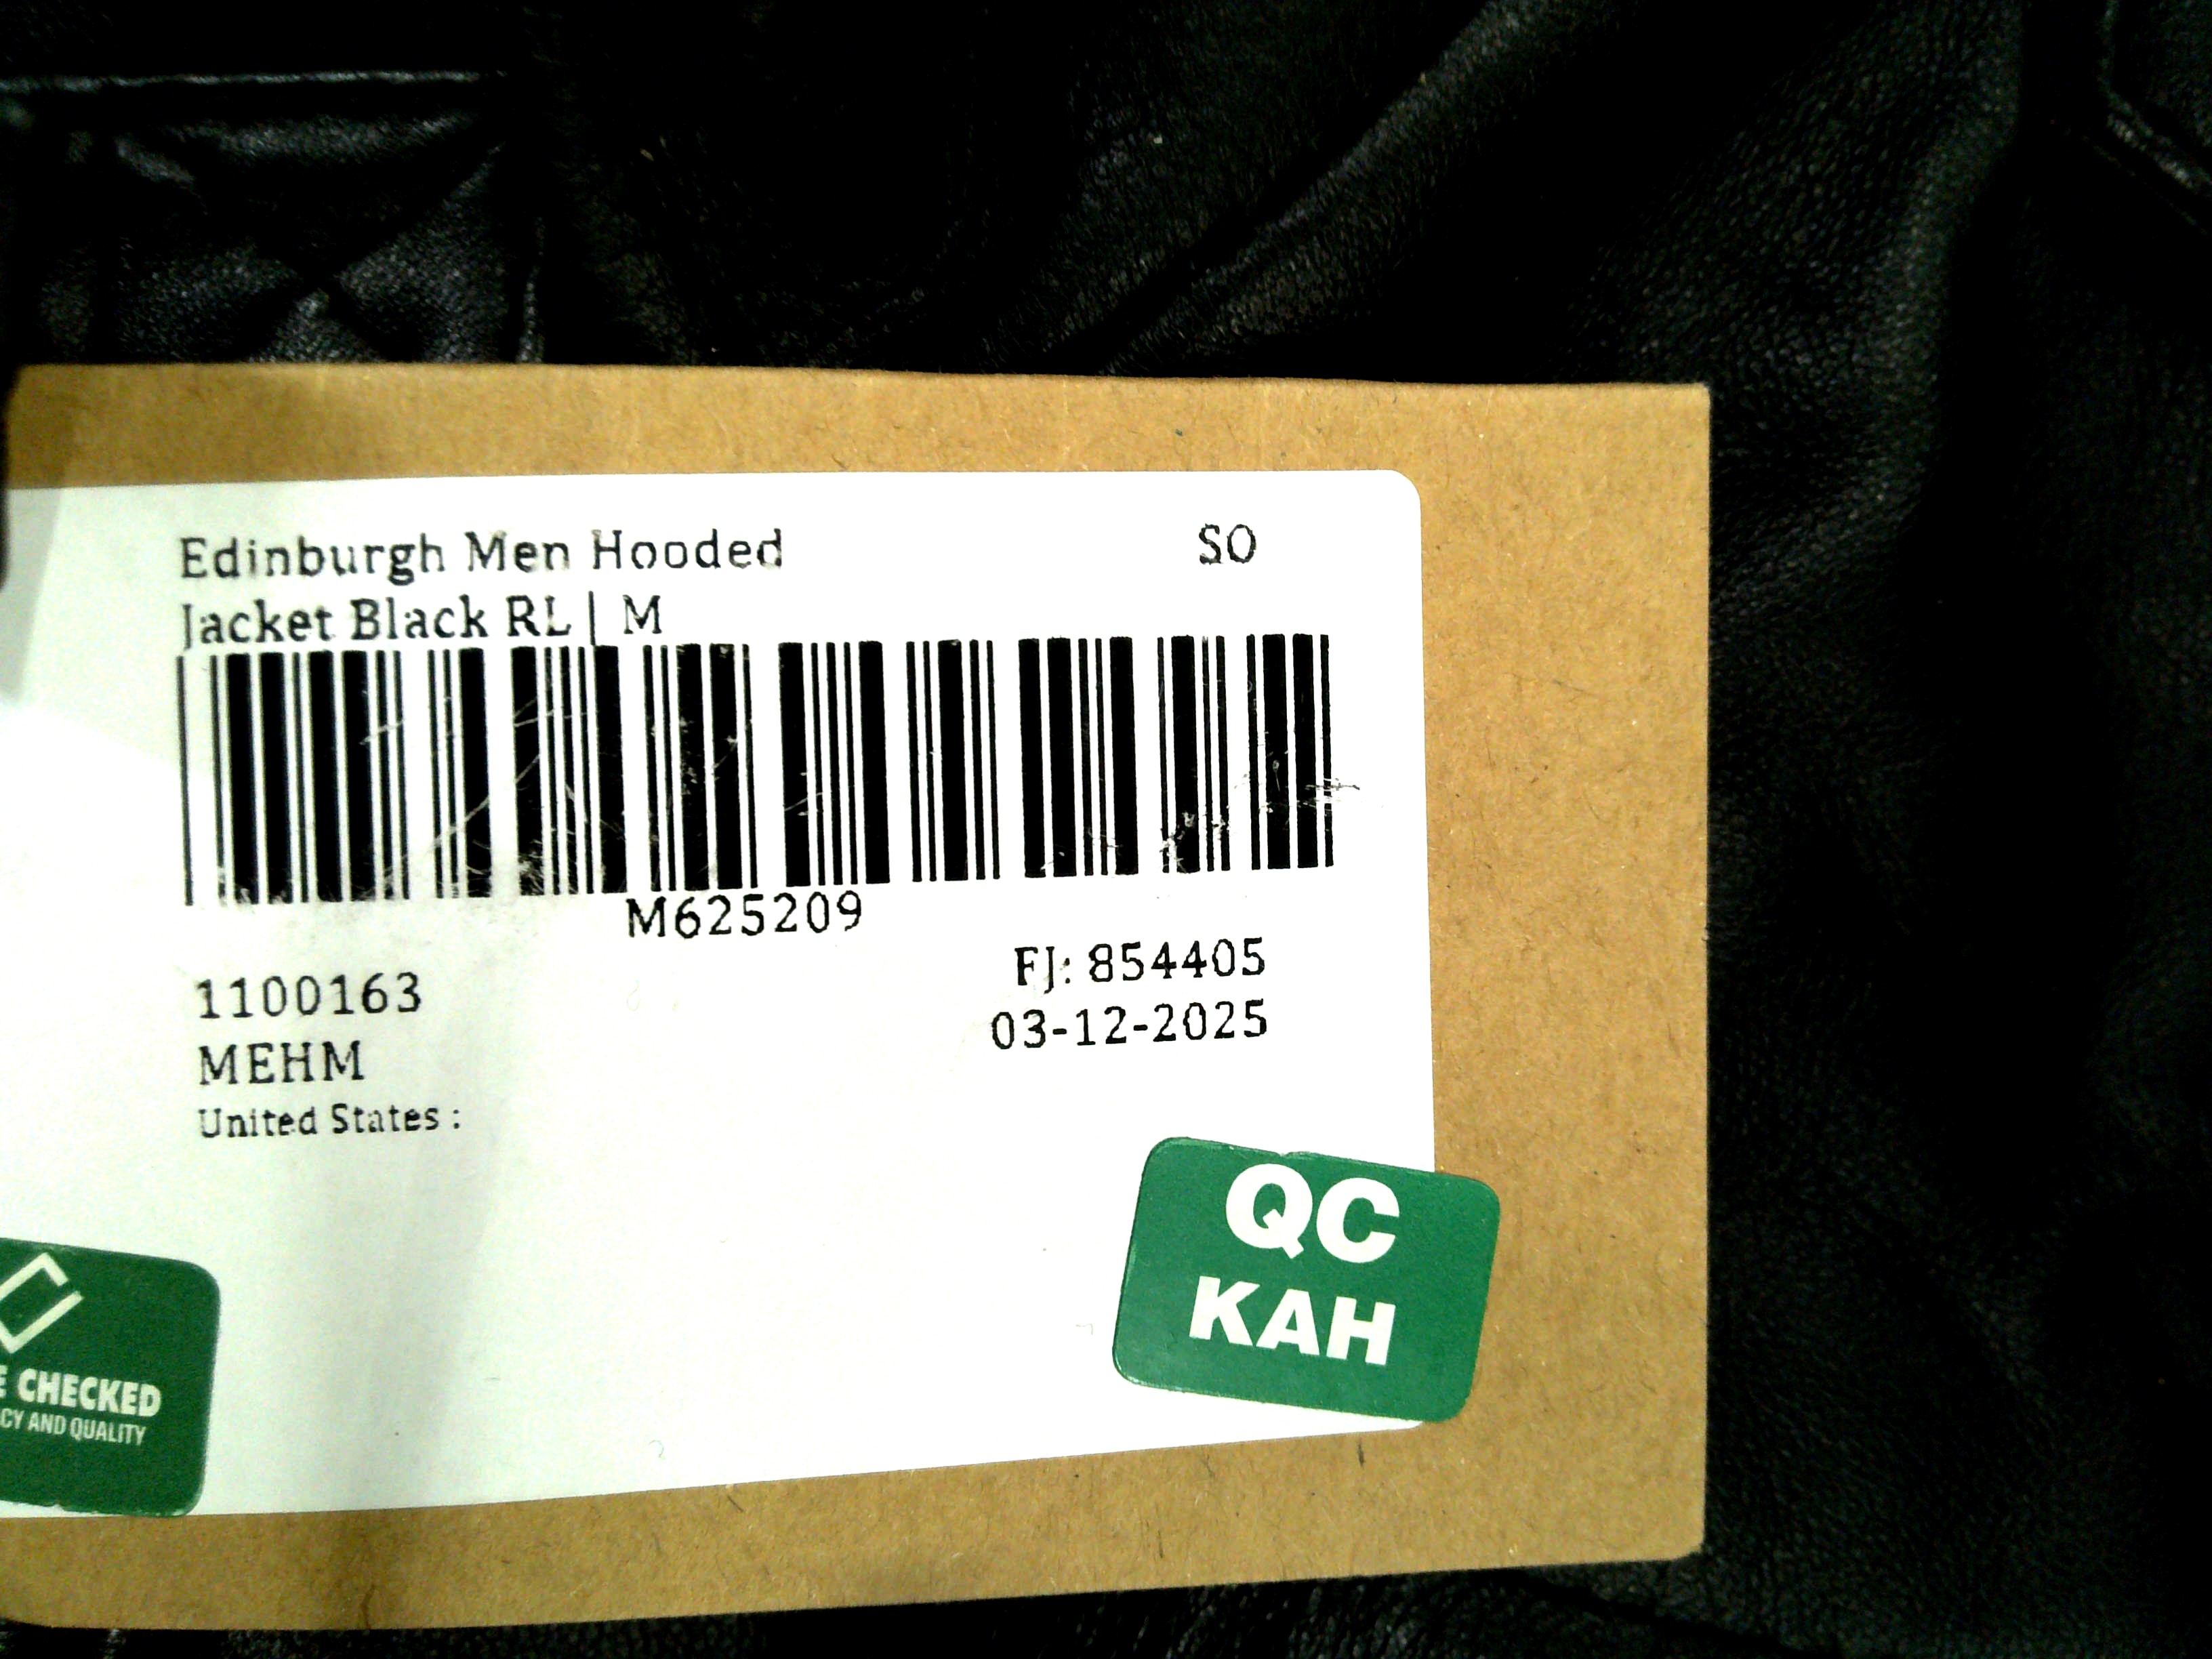 Edinburgh Men Hooded SO
Jacket Black RL | M
M625209
FJ: 854405
1100163
03-12-2025
MEHM
United States :
QC
KAH
CHECKED
AND QUALITY